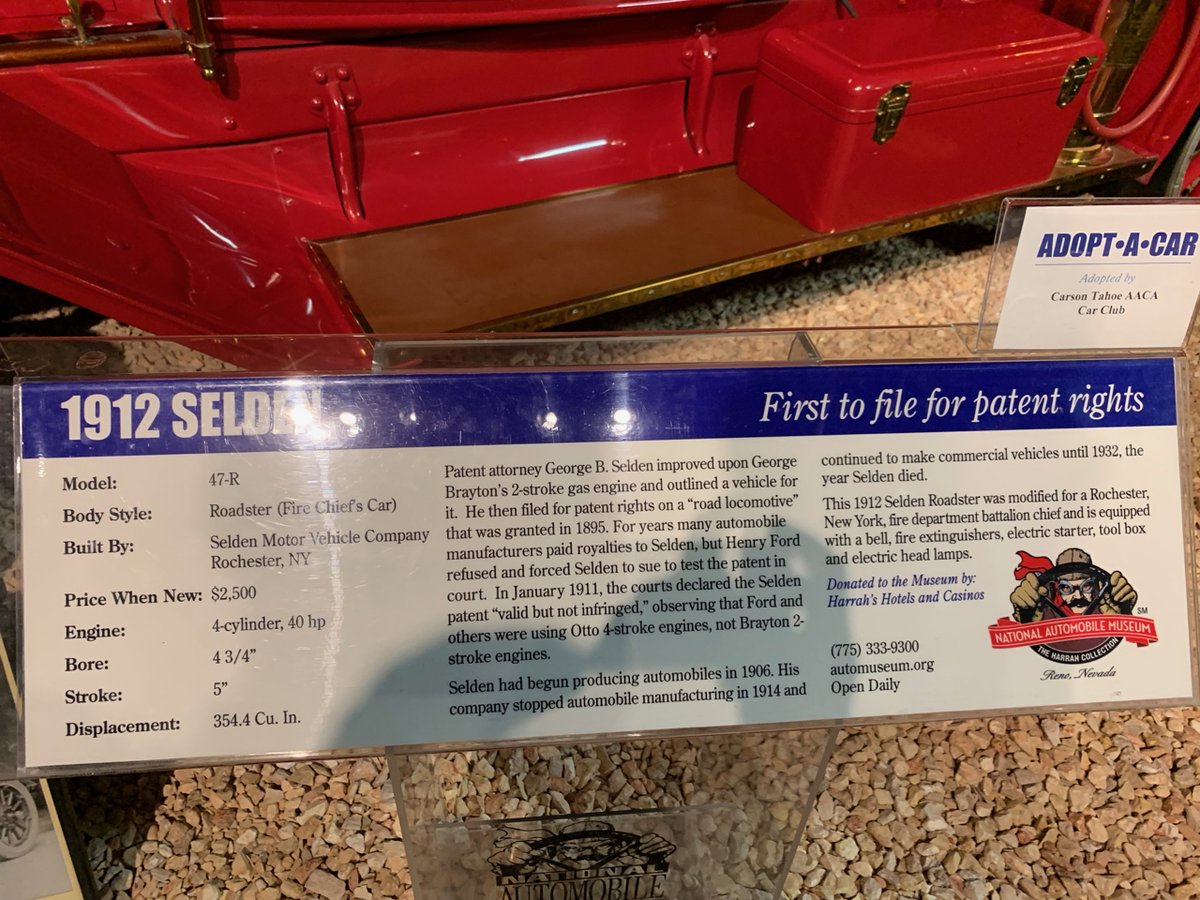 ADOPT•A•CAR
Adopted by
Carson Tahoe AACA
Car Club
1912 SELDEN
First to file for patent rights
Model: 47-R
Body Style: Roadster (Fire Chief's Car)
Built By: Selden Motor Vehicle Company
Rochester, NY
Price When New: $2,500
Engine: 4-cylinder, 40 hp
Bore: 4 3/4"
Stroke: 5"
Displacement: 354.4 Cu. In.
Patent attorney George B. Selden improved upon George
Brayton's 2-stroke gas engine and outlined a vehicle for
it. He then filed for patent rights on a "road locomotive"
that was granted in 1895. For years many automobile
manufacturers paid royalties to Selden, but Henry Ford
refused and forced Selden to sue to test the patent in
court. In January 1911, the courts declared the Selden
patent "valid but not infringed," observing that Ford and
others were using Otto 4-stroke engines, not Brayton 2-
stroke engines.
Selden had begun producing automobiles in 1906. His
company stopped automobile manufacturing in 1914 and
continued to make commercial vehicles until 1932, the
year Selden died.
This 1912 Selden Roadster was modified for a Rochester,
New York, fire department battalion chief and is equipped
with a bell, fire extinguishers, electric starter, tool box
and electric head lamps.
Donated to the Museum by:
Harrah's Hotels and Casinos
(775) 333-9300
automuseum.org
Open Daily
SM
NATIONAL AUTOMOBILE MUSEUM
THE HARRAH COLLECTION
Reno, Nevada
NATIONAL
AUTOMOBILE